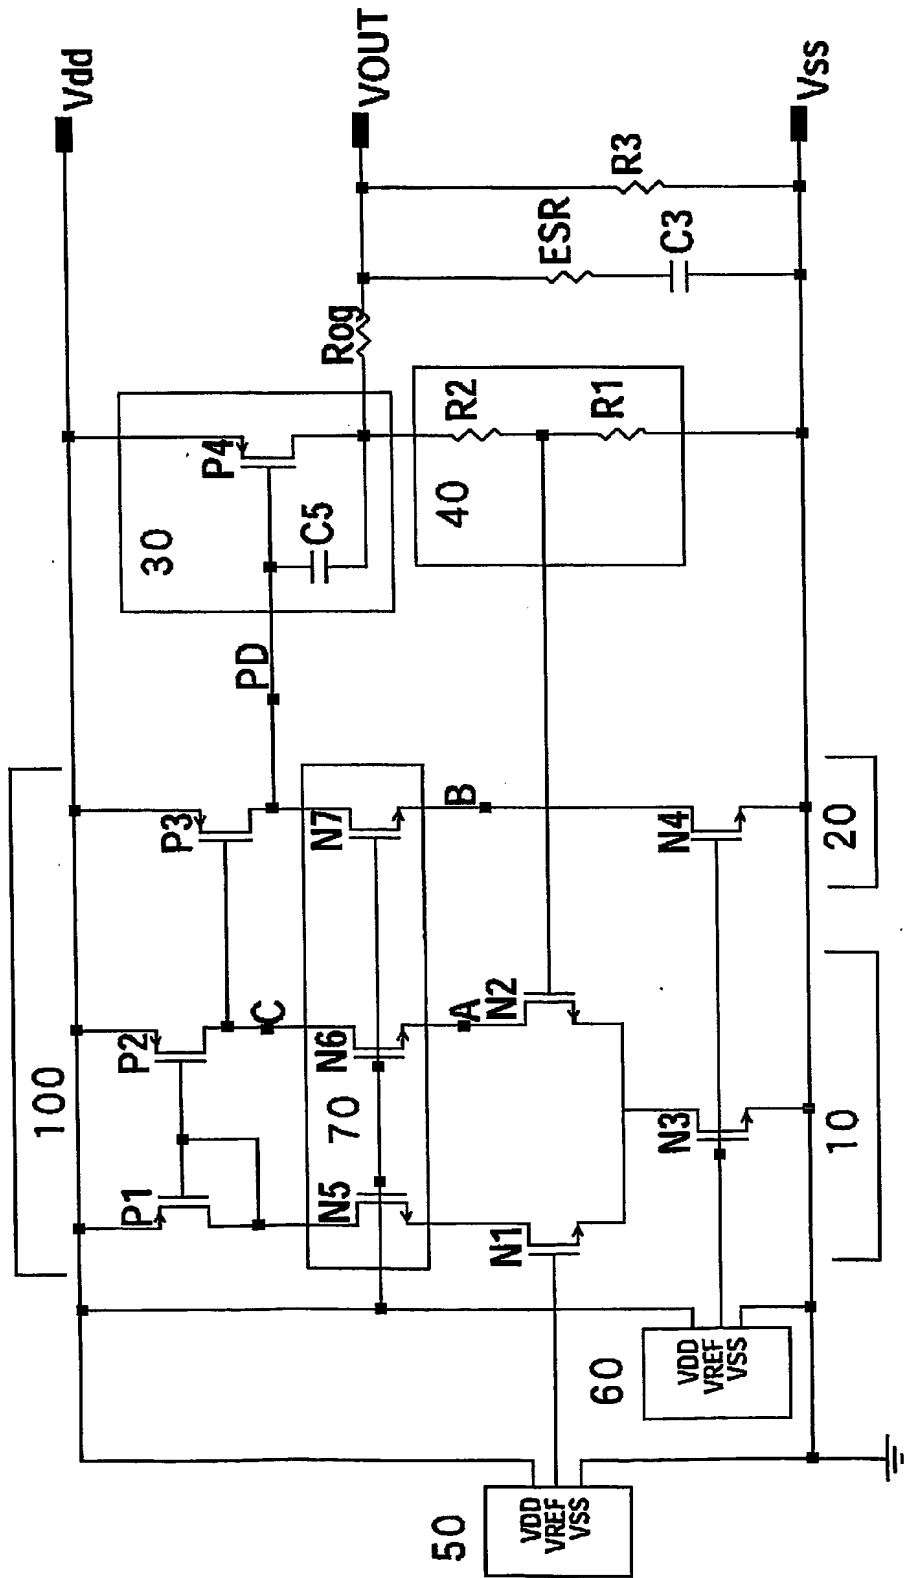 100
Vdd
P1
P2
P3
30
P4
C
PD
C5
Rog
VOUT
N5
70
N6
N7
40
R2
R1
ESR
C3
R3
A
B
N1
N2
50
VDD
VREF
VSS
60
VDD
VREF
VSS
N3
N4
Vss
10
20